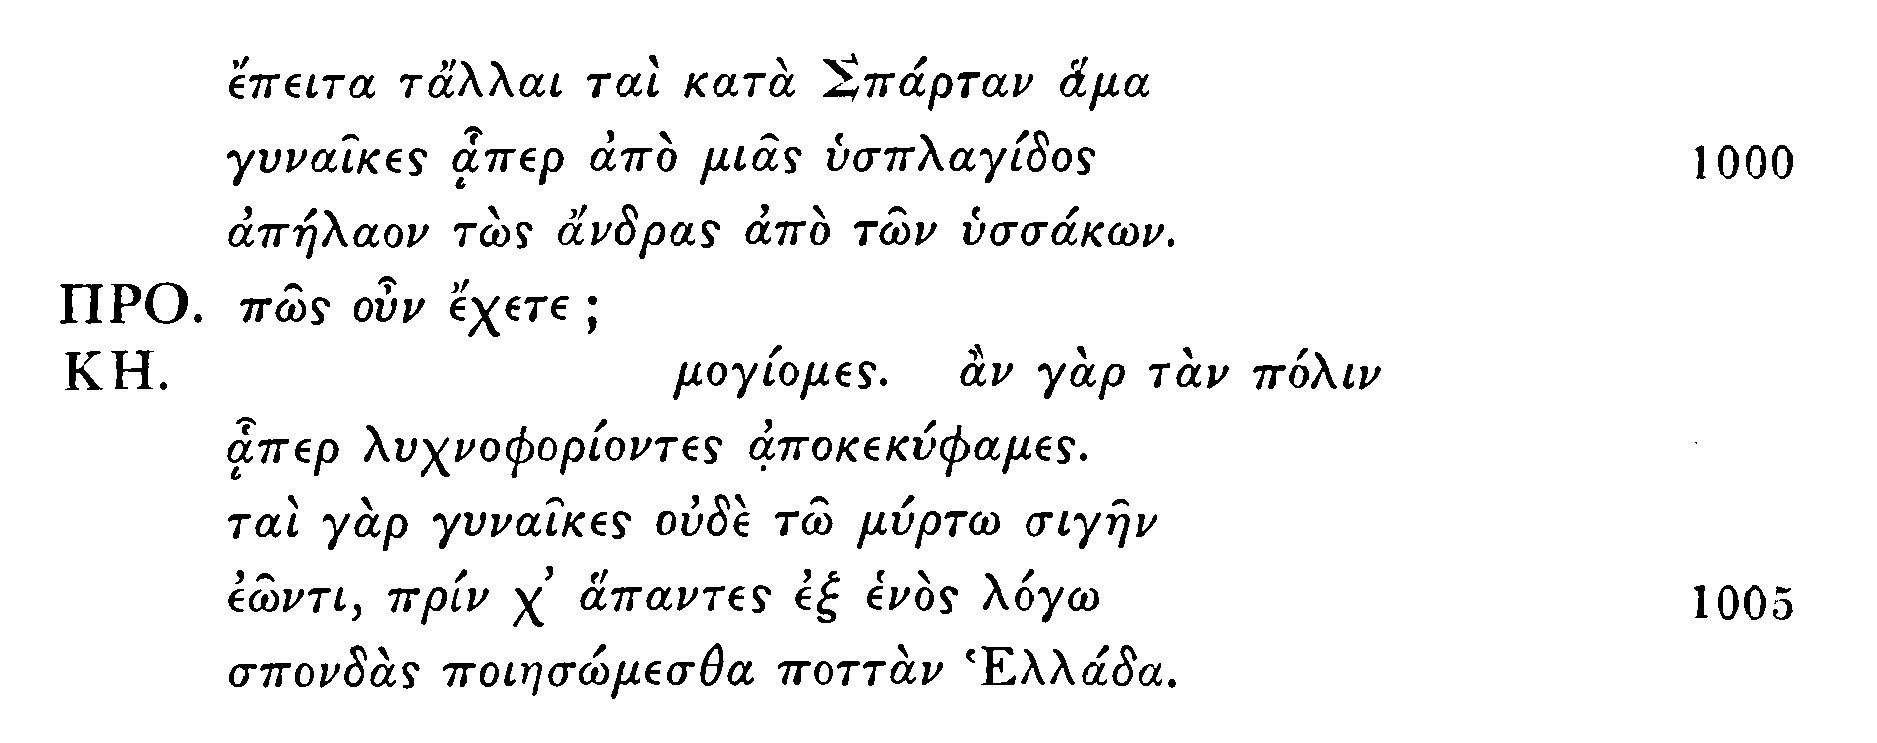 ἔπειτα τἄλλαι ταὶ κατὰ Σπάρταν ἅμα
γυναῖκες ᾇπερ ἀπὸ μιᾶς ὑσπλαγίδος 1000
ἀπήλαον τὼς ἄνδρας ἀπὸ τῶν ὑσσάκων.
ΠΡΟ. πῶς οὖν ἔχετε;
ΚΗ. μογίομες. ἂν γὰρ τὰν πόλιν
ᾇπερ λυχνοφορίοντες ἀποκεκύφαμες.
ταὶ γὰρ γυναῖκες οὐδὲ τῶ μύρτω σιγῆν
ἐῶντι, πρίν χ' ἅπαντες ἐξ ἑνὸς λόγω 1005
σπονδὰς ποιησώμεσθα ποττὰν Ἑλλάδα.